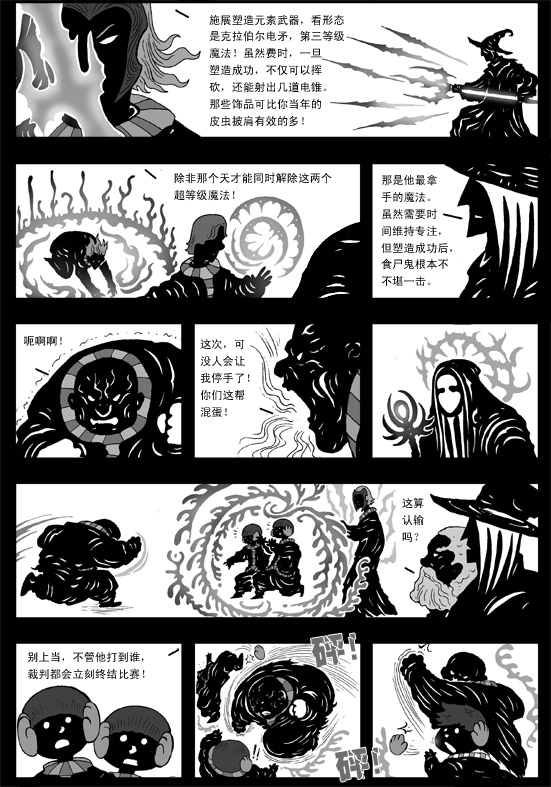 施展塑造元素武器，看形态
是克拉伯尔电矛，第三等级
魔法！虽然费时，一旦
塑造成功，不仅可以挥
砍，还能射出几道电锥。
那些饰品可比你当年的
皮虫披肩有效的多！
除非那个天才能同时解除这两个
超等级魔法！
那是他最拿
手的魔法。
虽然需要时
间维持专注，
但塑造成功后，
食尸鬼根本不
不堪一击。
呃啊啊！
这次，可
没人会让
我停手了！
你们这帮
混蛋！
这算
认输
吗？
别上当，不管他打到谁，
裁判都会立刻终结比赛！
砰！
砰！